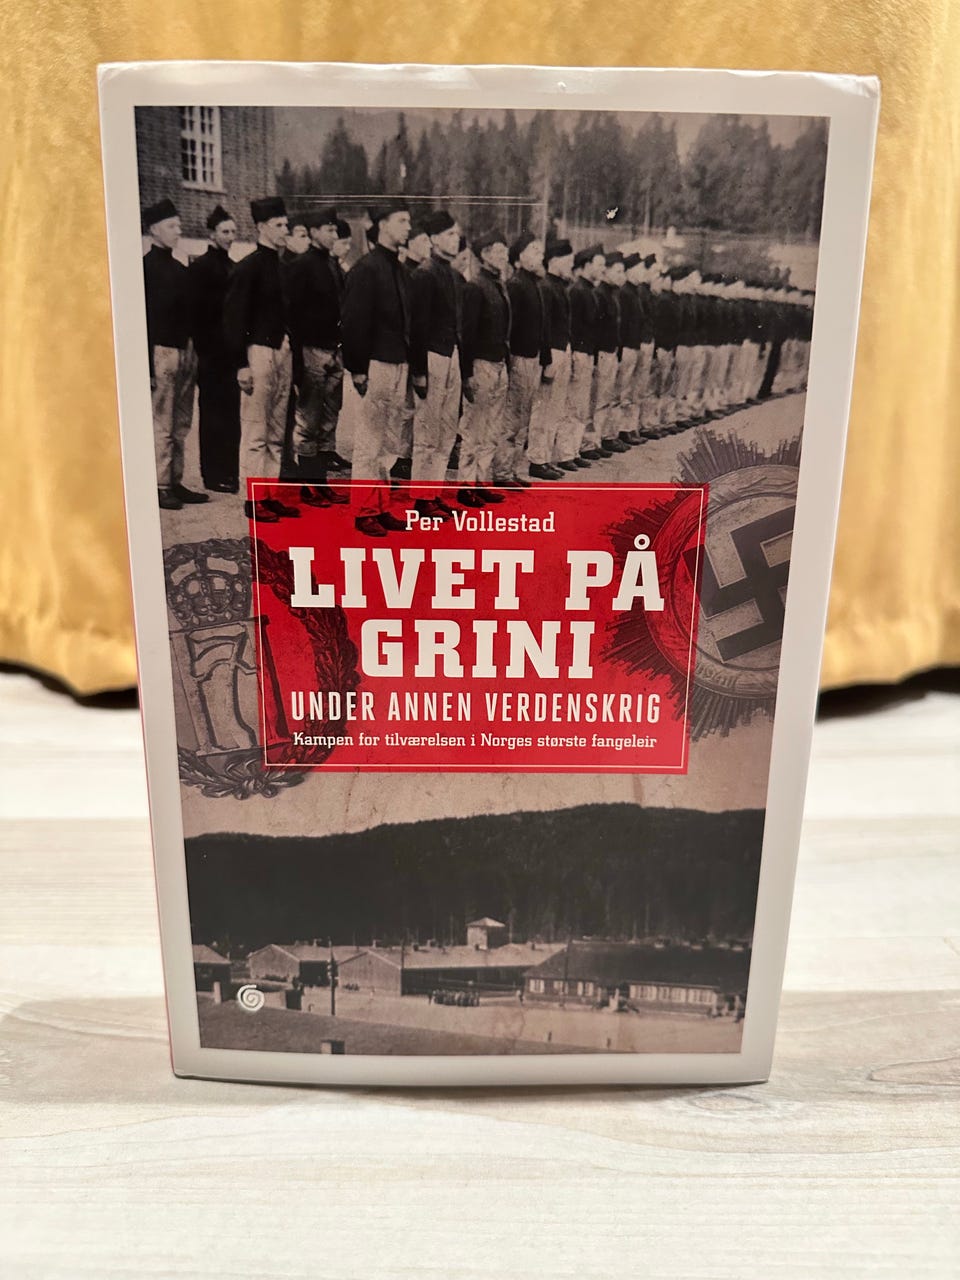 Per Vollestad
LIVET PÅ
GRINI
UNDER ANNEN VERDENSKRIG
Kampen for tilværelsen i Norges største fangeleir